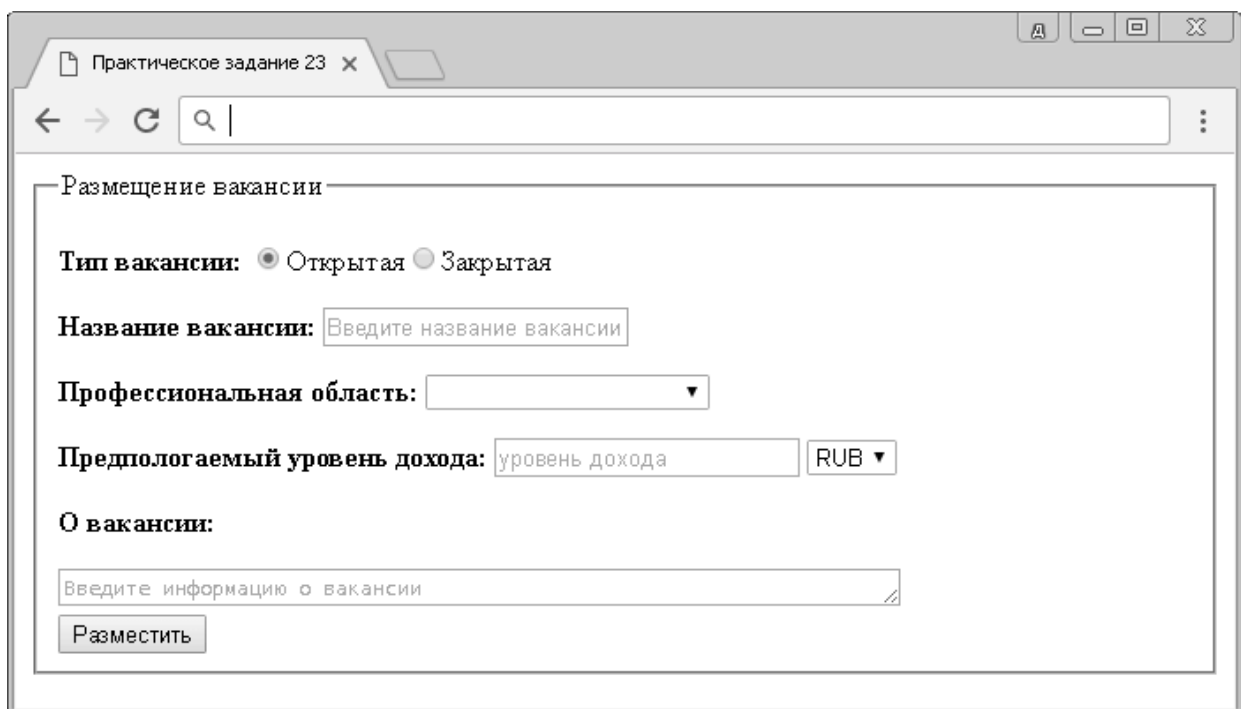 Практическое задание 23
Размещение вакансии
Тип вакансии: Открытая Закрытая
Название вакансии: Введите название вакансии
Профессиональная область:
Предпологаемый уровень дохода: уровень дохода RUB
О вакансии:
Введите информацию о вакансии
Разместить